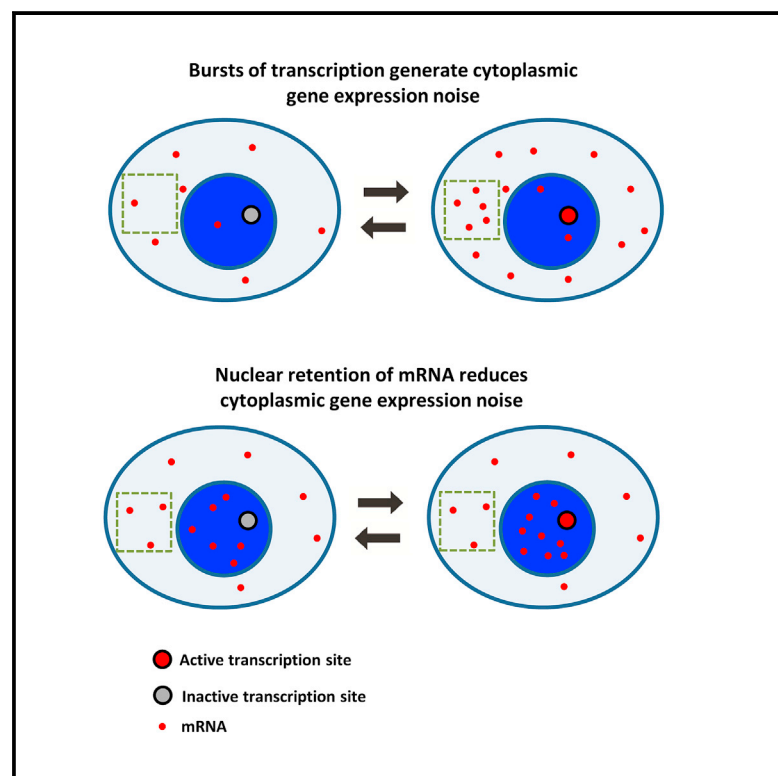 Bursts of transcription generate cytoplasmic
gene expression noise
Nuclear retention of mRNA reduces
cytoplasmic gene expression noise
Active transcription site
Inactive transcription site
mRNA